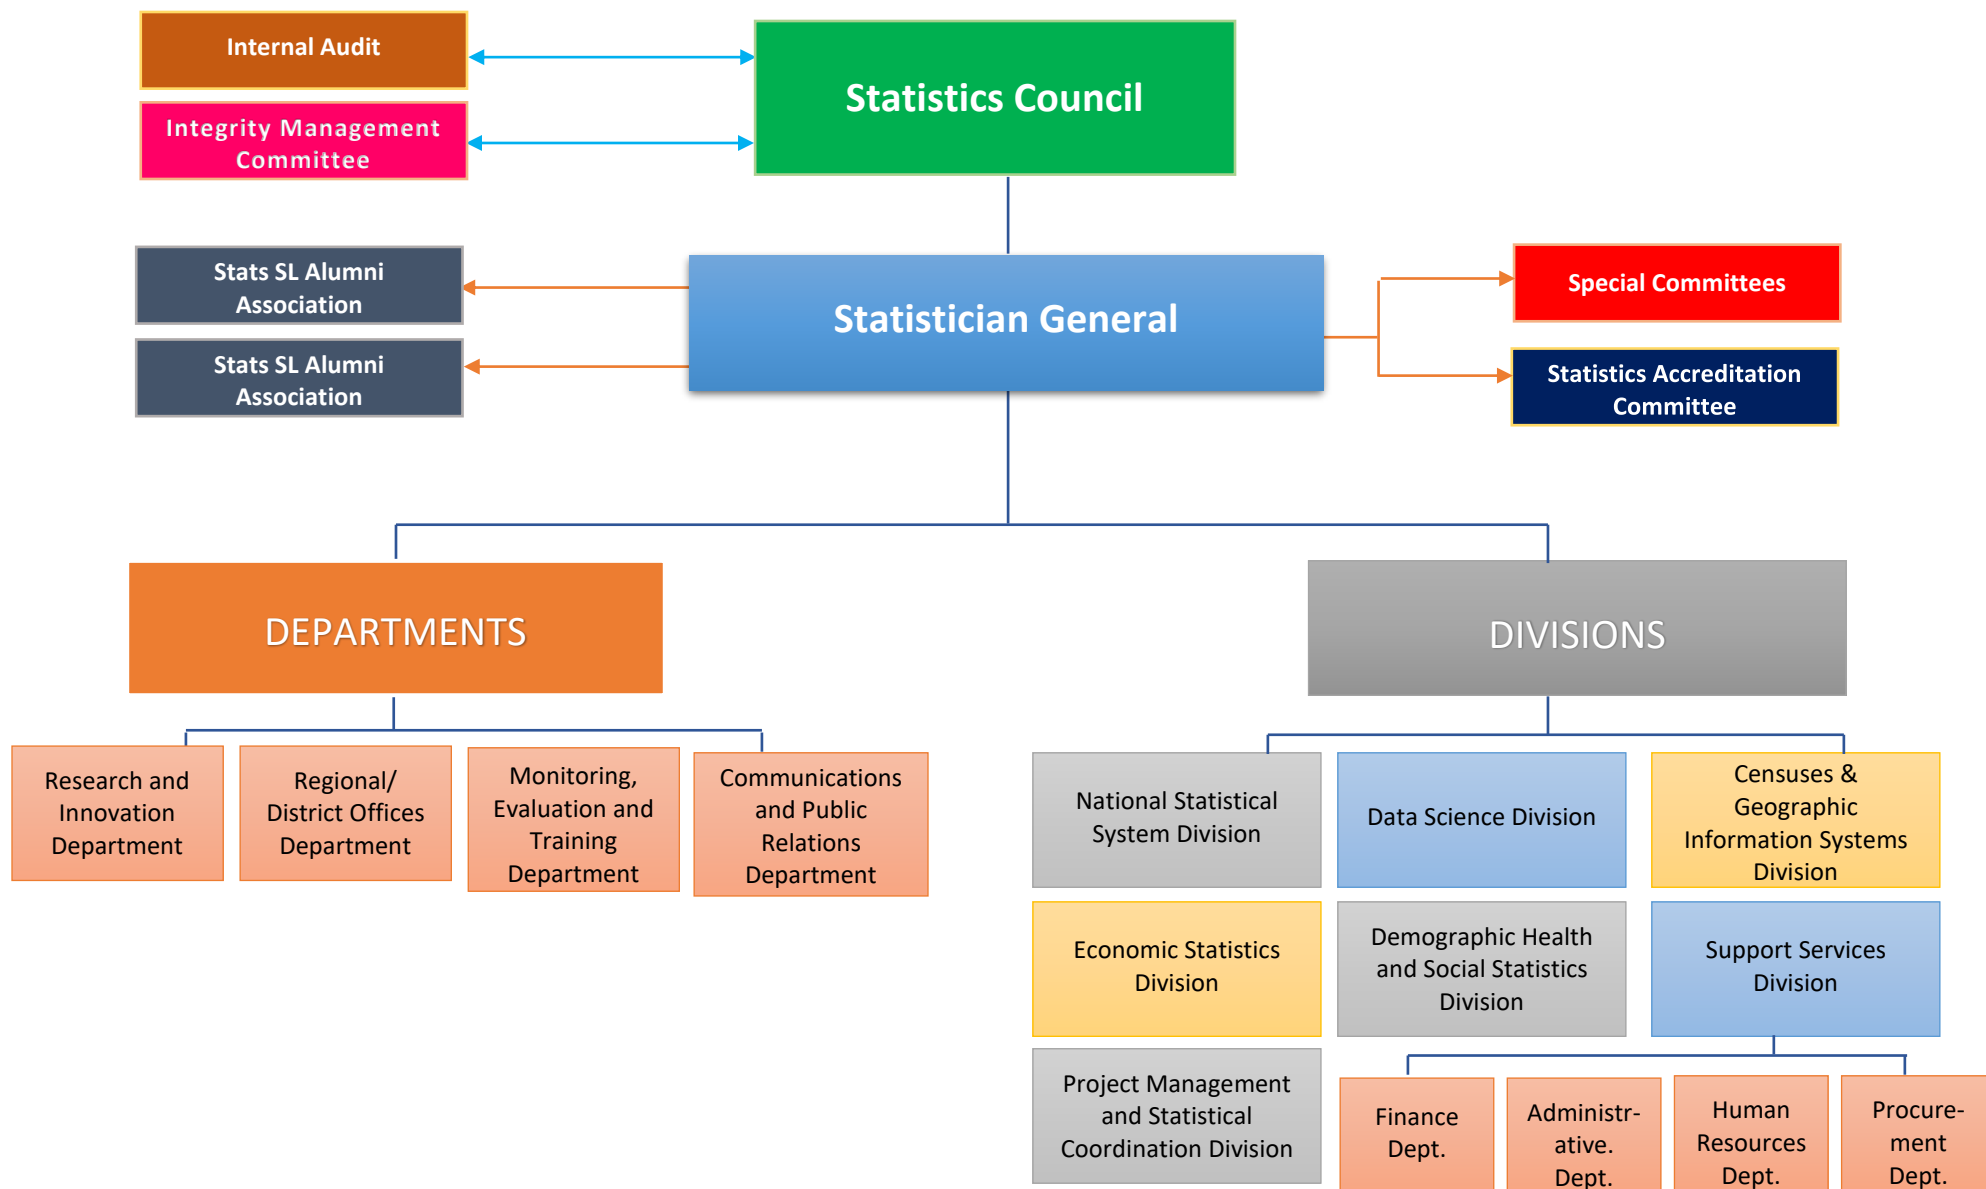 Internal Audit
Statistics Council
Integrity Management
Committee
Stats SL Alumni
Association
Statistician General
Special Committees
Stats SL Alumni
Association
Statistics Accreditation
Committee
DEPARTMENTS
DIVISIONS
Research and
Innovation
Department
Regional/
District Offices
Department
Monitoring,
Evaluation and
Training
Department
Communications
and Public
Relations
Department
National Statistical
System Division
Data Science Division
Censuses &
Geographic
Information Systems
Division
Economic Statistics
Division
Demographic Health
and Social Statistics
Division
Support Services
Division
Project Management
and Statistical
Coordination Division
Finance
Dept.
Administr-
ative.
Dept.
Human
Resources
Dept.
Procure-
ment
Dept.